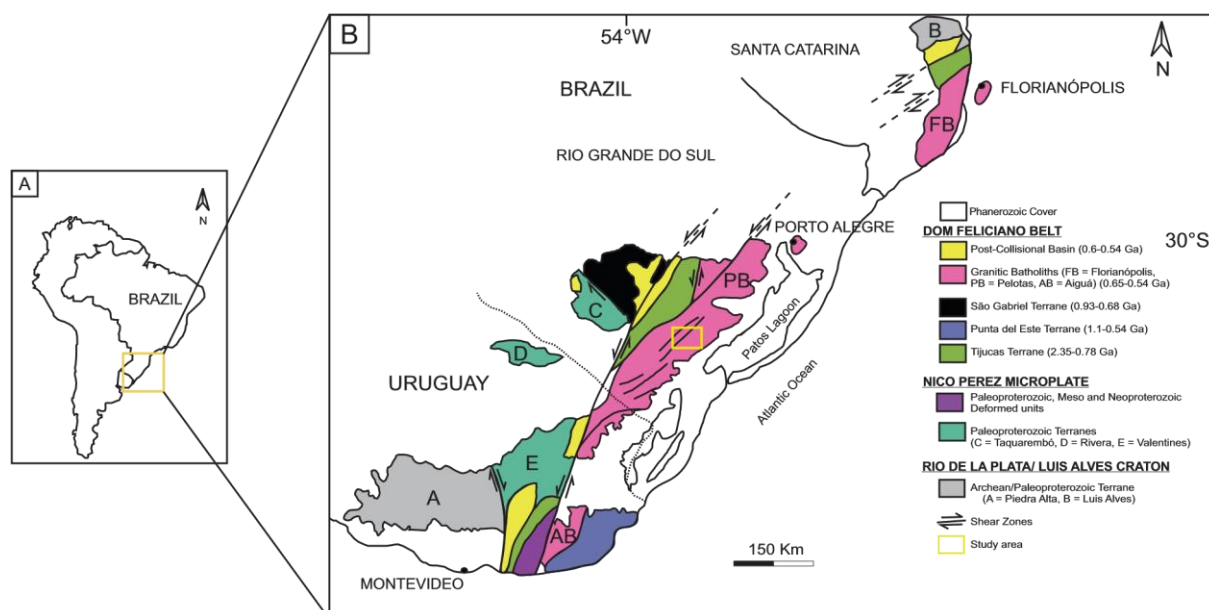 A
N
BRAZIL
B
54°W
SANTA CATARINA
B
N
BRAZIL
FLORIANÓPOLIS
FB
RIO GRANDE DO SUL
PORTO ALEGRE
30°S
PB
C
D
Patos Lagoon
URUGUAY
Atlantic Ocean
E
A
AB
150 Km
MONTEVIDEO
Phanerozoic Cover
DOM FELICIANO BELT
Post-Collisional Basin (0.6-0.54 Ga)
Granitic Batholiths (FB = Florianópolis,
PB = Pelotas, AB = Aiguá) (0.65-0.54 Ga)
São Gabriel Terrane (0.93-0.68 Ga)
Punta del Este Terrane (1.1-0.54 Ga)
Tijucas Terrane (2.35-0.78 Ga)
NICO PEREZ MICROPLATE
Paleoproterozoic, Meso and Neoproterozoic
Deformed units
Paleoproterozoic Terranes
(C = Taquarembó, D = Rivera, E = Valentines)
RIO DE LA PLATA/ LUIS ALVES CRATON
Archean/Paleoproterozoic Terrane
(A = Piedra Alta, B = Luis Alves)
Shear Zones
Study area